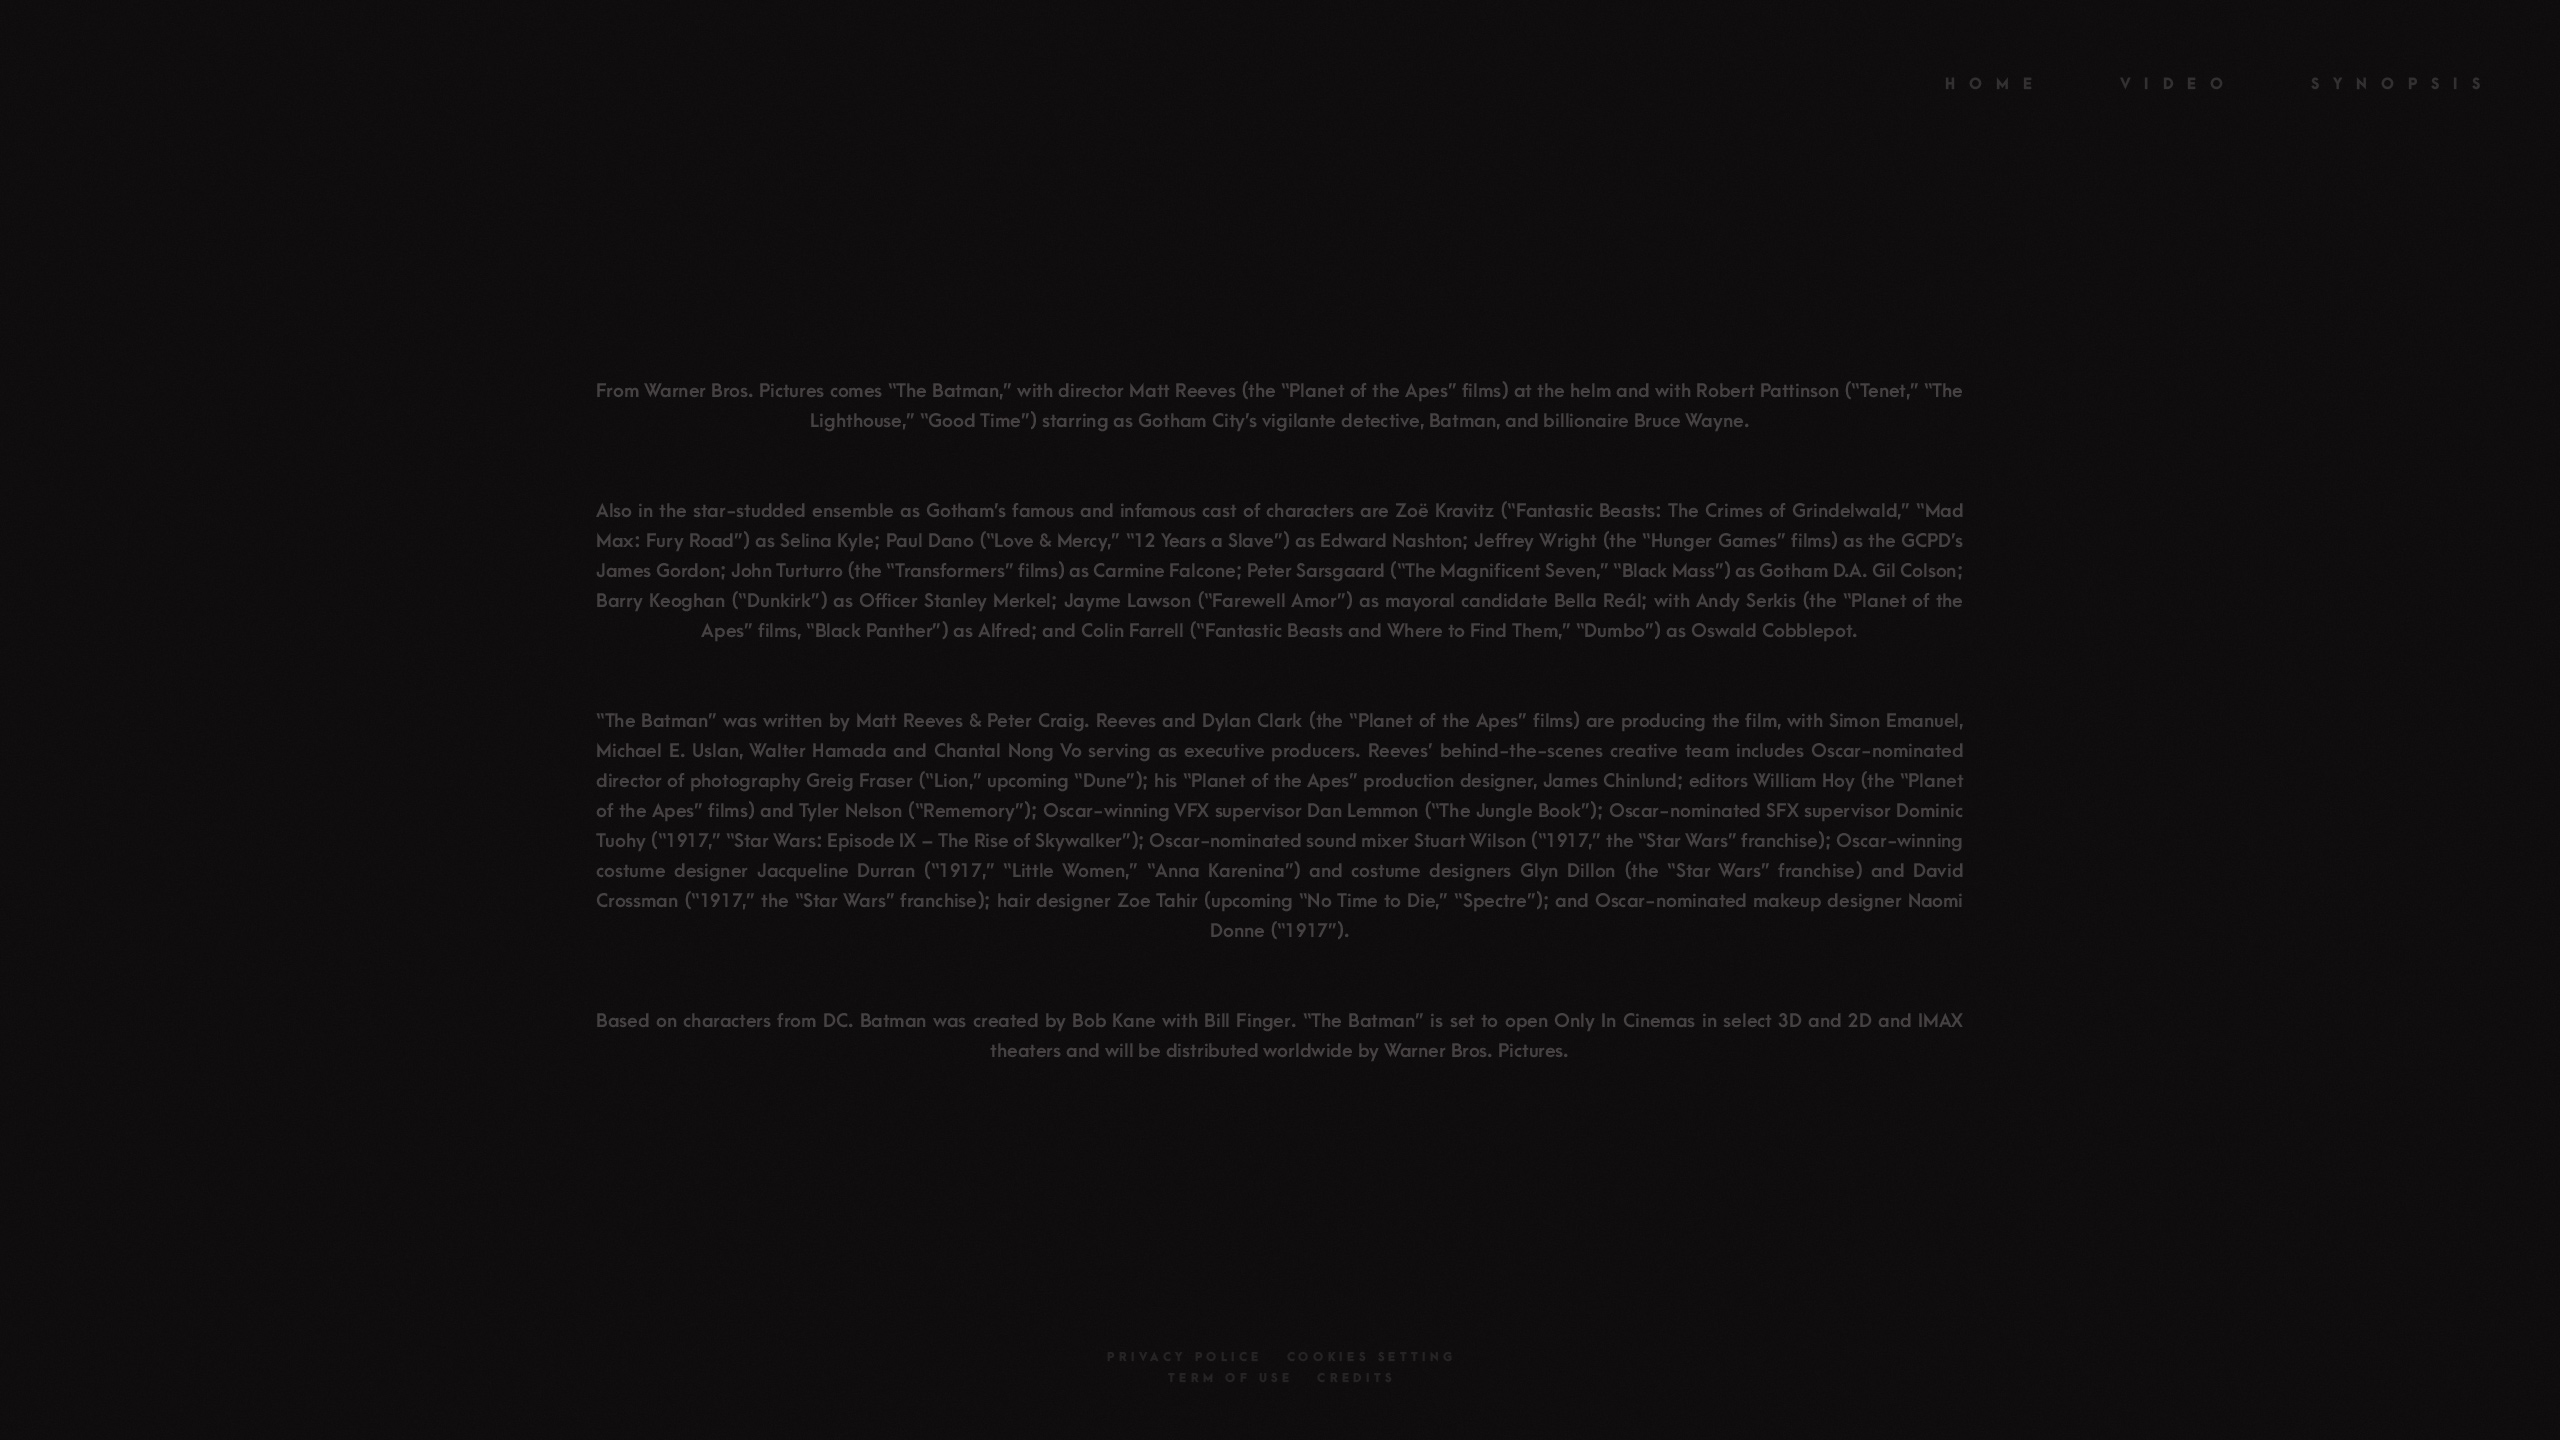 HOME VIDEO SYNOPSIS
From Warner Bros. Pictures comes “The Batman,” with director Matt Reeves (the “Planet of the Apes” films) at the helm and with Robert Pattinson (“Tenet,” “The
Lighthouse,” “Good Time”) starring as Gotham City’s vigilante detective, Batman, and billionaire Bruce Wayne.
Also in the star-studded ensemble as Gotham’s famous and infamous cast of characters are Zoë Kravitz (“Fantastic Beasts: The Crimes of Grindelwald,” “Mad
Max: Fury Road”) as Selina Kyle; Paul Dano (“Love & Mercy,” “12 Years a Slave”) as Edward Nashton; Jeffrey Wright (the “Hunger Games” films) as the GCPD’s
James Gordon; John Turturro (the “Transformers” films) as Carmine Falcone; Peter Sarsgaard (“The Magnificent Seven,” “Black Mass”) as Gotham D.A. Gil Colson;
Barry Keoghan (“Dunkirk”) as Officer Stanley Merkel; Jayme Lawson (“Farewell Amor”) as mayoral candidate Bella Reál; with Andy Serkis (the “Planet of the
Apes” films, “Black Panther”) as Alfred; and Colin Farrell (“Fantastic Beasts and Where to Find Them,” “Dumbo”) as Oswald Cobblepot.
“The Batman” was written by Matt Reeves & Peter Craig. Reeves and Dylan Clark (the “Planet of the Apes” films) are producing the film, with Simon Emanuel,
Michael E. Uslan, Walter Hamada and Chantal Nong Vo serving as executive producers. Reeves’ behind-the-scenes creative team includes Oscar-nominated
director of photography Greig Fraser (“Lion,” upcoming “Dune”); his “Planet of the Apes” production designer, James Chinlund; editors William Hoy (the “Planet
of the Apes” films) and Tyler Nelson (“Rememory”); Oscar-winning VFX supervisor Dan Lemmon (“The Jungle Book”); Oscar-nominated SFX supervisor Dominic
Tuohy (“1917,” “Star Wars: Episode IX – The Rise of Skywalker”); Oscar-nominated sound mixer Stuart Wilson (“1917,” the “Star Wars” franchise); Oscar-winning
costume designer Jacqueline Durran (“1917,” “Little Women,” “Anna Karenina”) and costume designers Glyn Dillon (the “Star Wars” franchise) and David
Crossman (“1917,” the “Star Wars” franchise); hair designer Zoe Tahir (upcoming “No Time to Die,” “Spectre”); and Oscar-nominated makeup designer Naomi
Donne (“1917”).
Based on characters from DC. Batman was created by Bob Kane with Bill Finger. “The Batman” is set to open Only In Cinemas in select 3D and 2D and IMAX
theaters and will be distributed worldwide by Warner Bros. Pictures.
PRIVACY POLICE COOKIES SETTING
TERM OF USE CREDITS